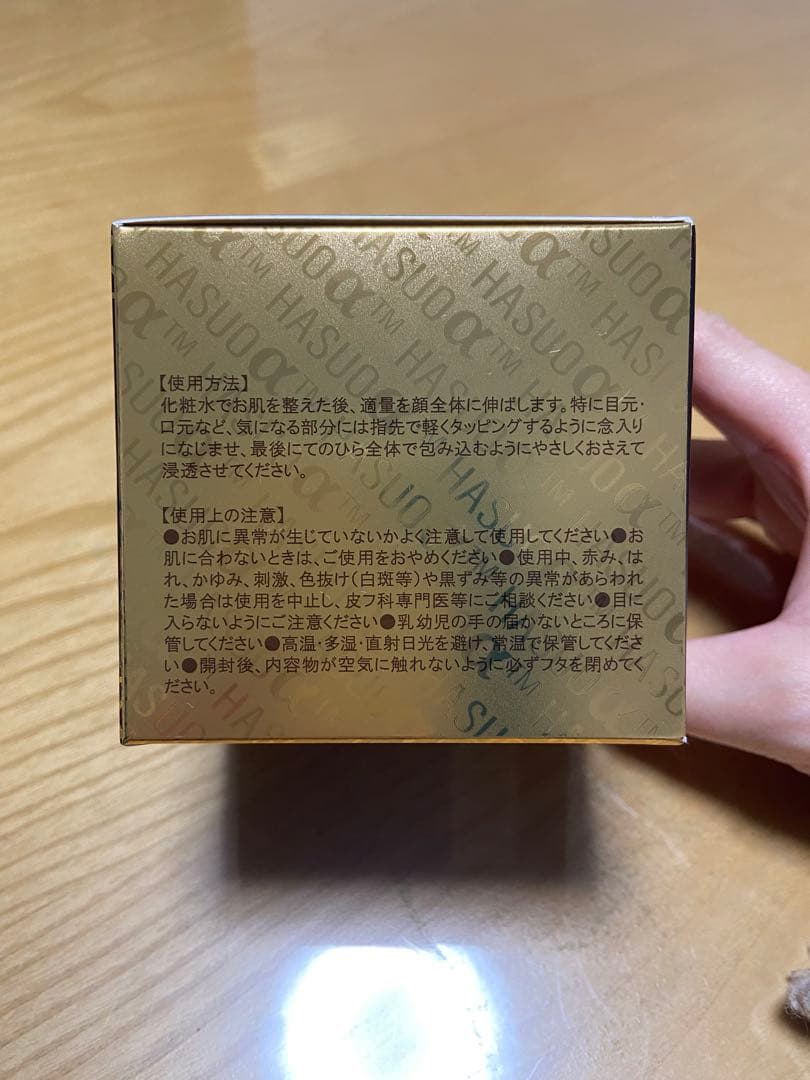 HASUOα™ HASUOα™ HASUOα™ HASUOα™
【使用方法】
化粧水でお肌を整えた後、適量を顔全体に伸ばします。特に目元・
口元など、気になる部分には指先で軽くタッピングするように念入り
になじませ、最後にてのひら全体で包み込むようにやさしくおさえて
浸透させてください。
【使用上の注意】
●お肌に異常が生じていないかよく注意して使用してください●お
肌に合わないときは、ご使用をおやめください●使用中、赤み、は
れ、かゆみ、刺激、色抜け(白斑等)や黒ずみ等の異常があらわれ
た場合は使用を中止し、皮フ科専門医等にご相談ください●目に
入らないようにご注意ください●乳幼児の手の届かないところに保
管してください●高温・多湿・直射日光を避け、常温で保管してくださ
い●開封後、内容物が空気に触れないように必ずフタを閉めてく
ださい。